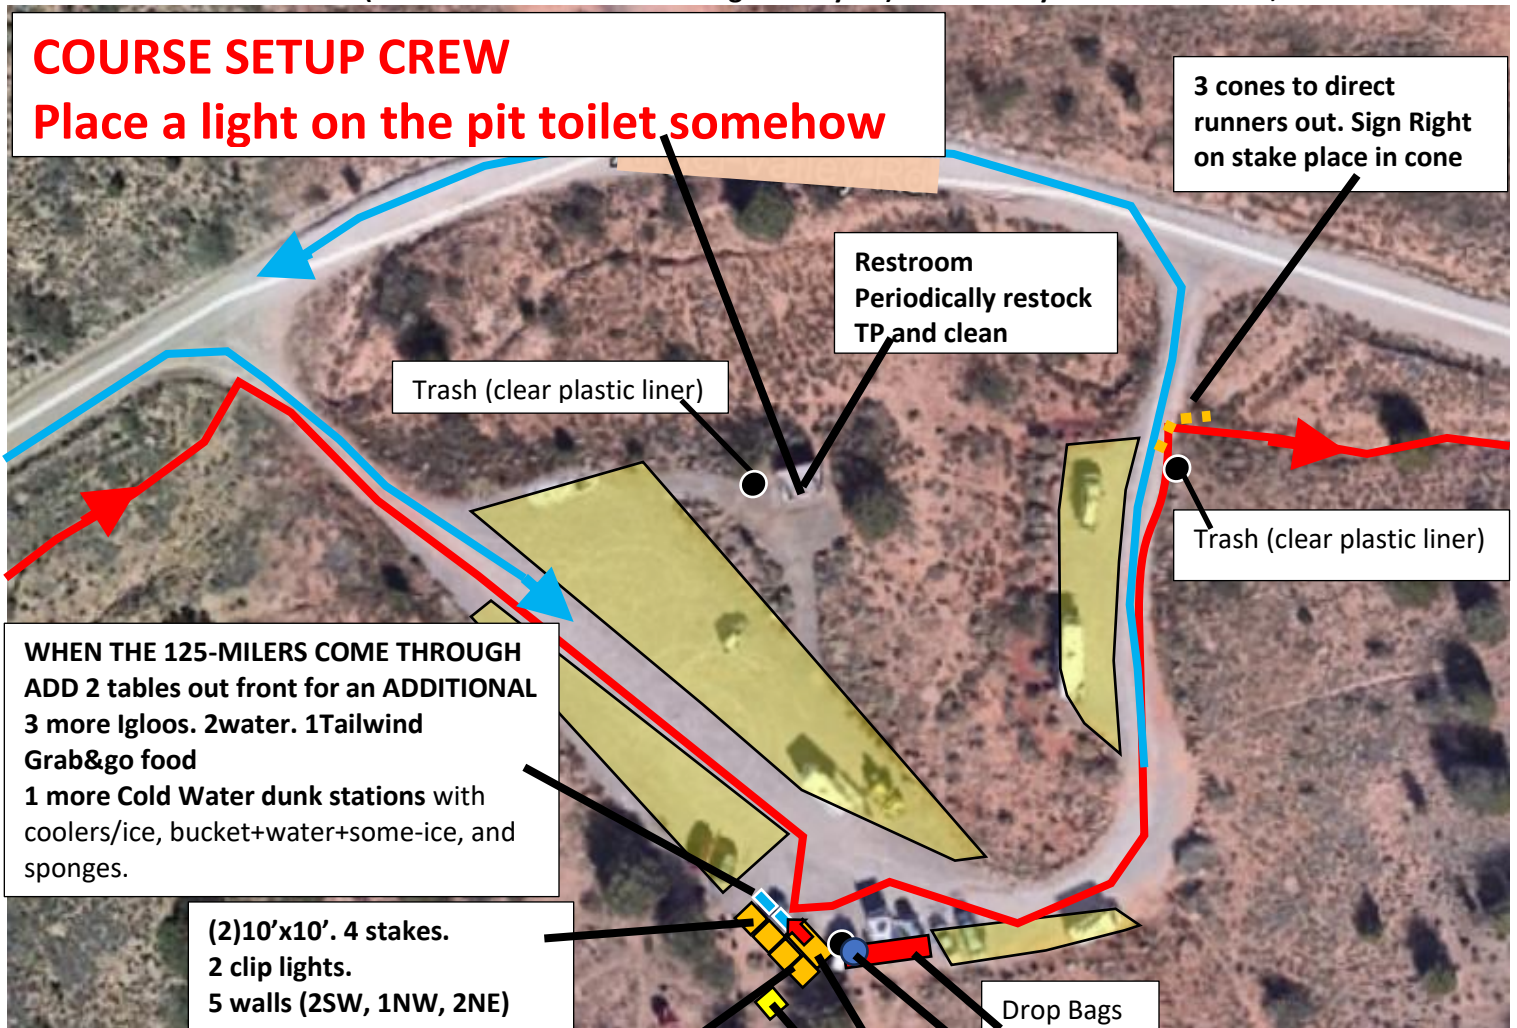 COURSE SETUP CREW
Place a light on the pit toilet somehow
3 cones to direct
runners out. Sign Right
on stake place in cone
Restroom
Periodically restock
TP and clean
Trash (clear plastic liner)
Trash (clear plastic liner)
WHEN THE 125-MILERS COME THROUGH
ADD 2 tables out front for an ADDITIONAL
3 more Igloos. 2water. 1Tailwind
Grab&go food
1 more Cold Water dunk stations with
coolers/ice, bucket+water+some-ice, and
sponges.
(2)10’x10’. 4 stakes.
2 clip lights.
5 walls (2SW, 1NW, 2NE)
Drop Bags